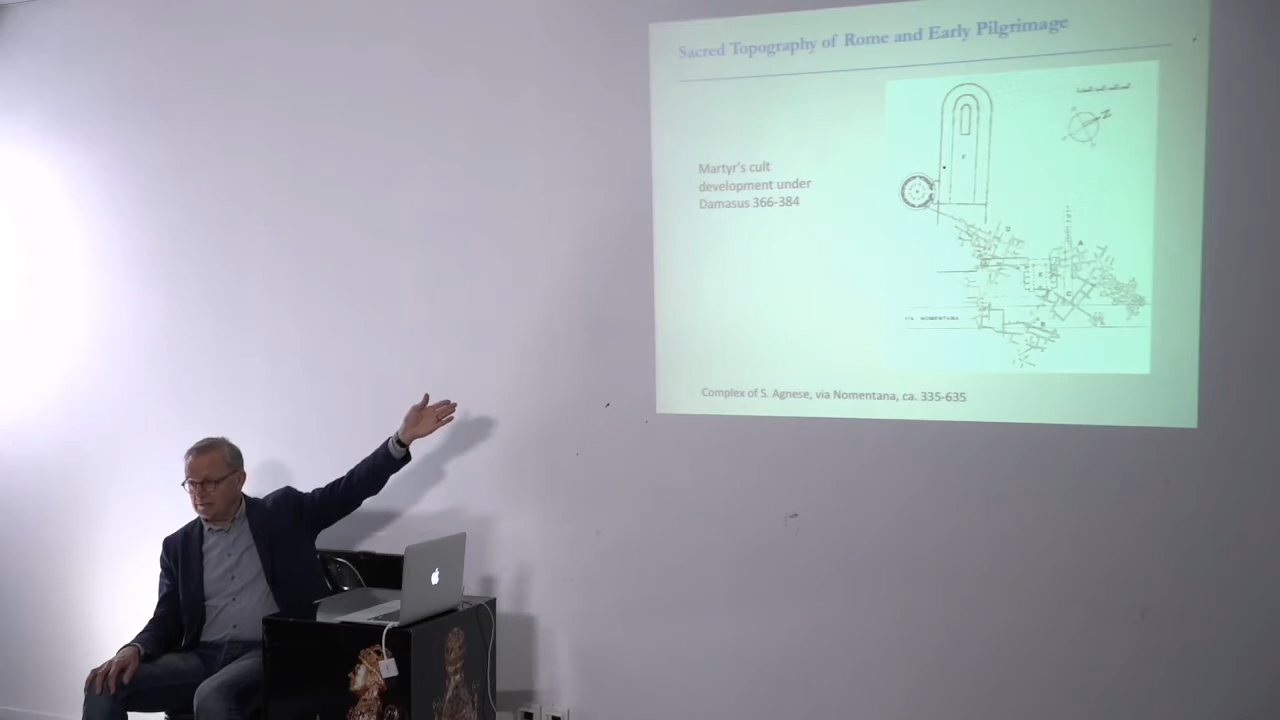 Sacred Topography of Rome and Early Pilgrimage
Martyr's cult
development under
Damasus 366-384
VIA NOMENTANA
Complex of S. Agnese, via Nomentana, ca. 335-635